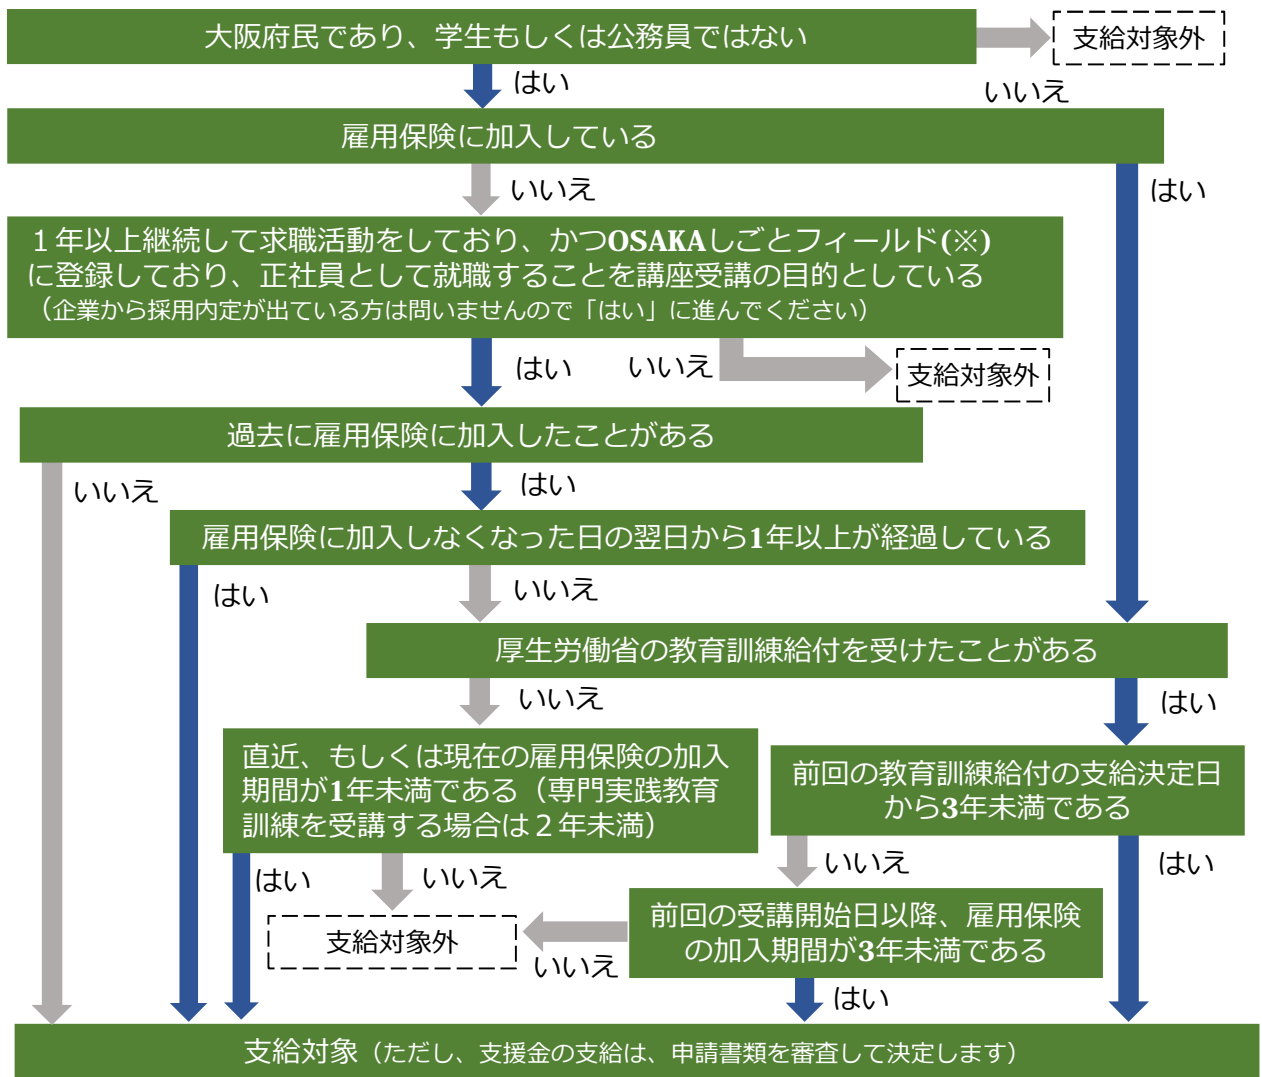 大阪府民であり、学生もしくは公務員ではない
支給対象外
はい
いいえ
雇用保険に加入している
いいえ
はい
１年以上継続して求職活動をしており、かつOSAKAしごとフィールド(※)
に登録しており、正社員として就職することを講座受講の目的としている
（企業から採用内定が出ている方は問いませんので「はい」に進んでください）
はい
いいえ
支給対象外
過去に雇用保険に加入したことがある
いいえ
はい
雇用保険に加入しなくなった日の翌日から1年以上が経過している
はい
いいえ
厚生労働省の教育訓練給付を受けたことがある
いいえ
はい
直近、もしくは現在の雇用保険の加入
期間が1年未満である（専門実践教育
訓練を受講する場合は２年未満）
前回の教育訓練給付の支給決定日
から3年未満である
はい
いいえ
いいえ
はい
支給対象外
前回の受講開始日以降、雇用保険
の加入期間が3年未満である
いいえ
はい
支給対象（ただし、支援金の支給は、申請書類を審査して決定します）